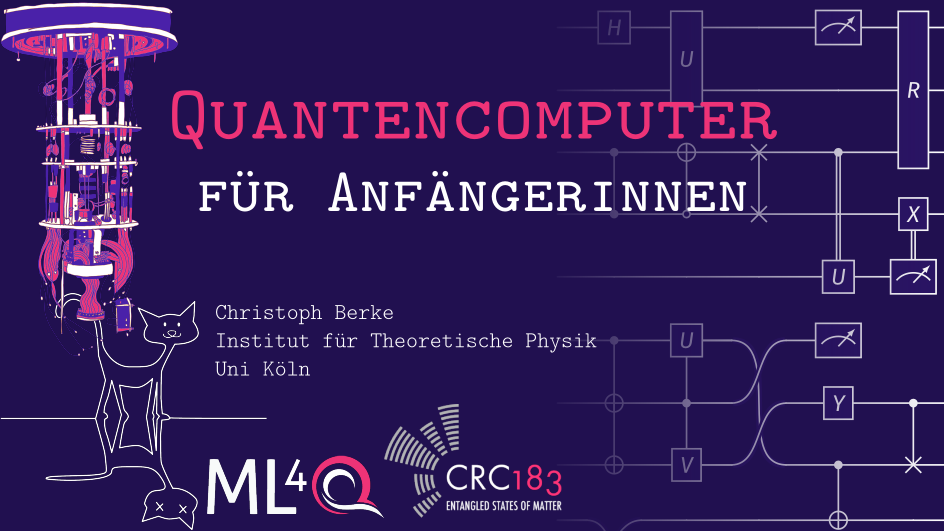 Quantencomputer
für Anfängerinnen
Christoph Berke
Institut für Theoretische Physik
Uni Köln
ML4Q
CRC183
ENTANGLED STATES OF MATTER
H
U
R
X
U
U
Y
V